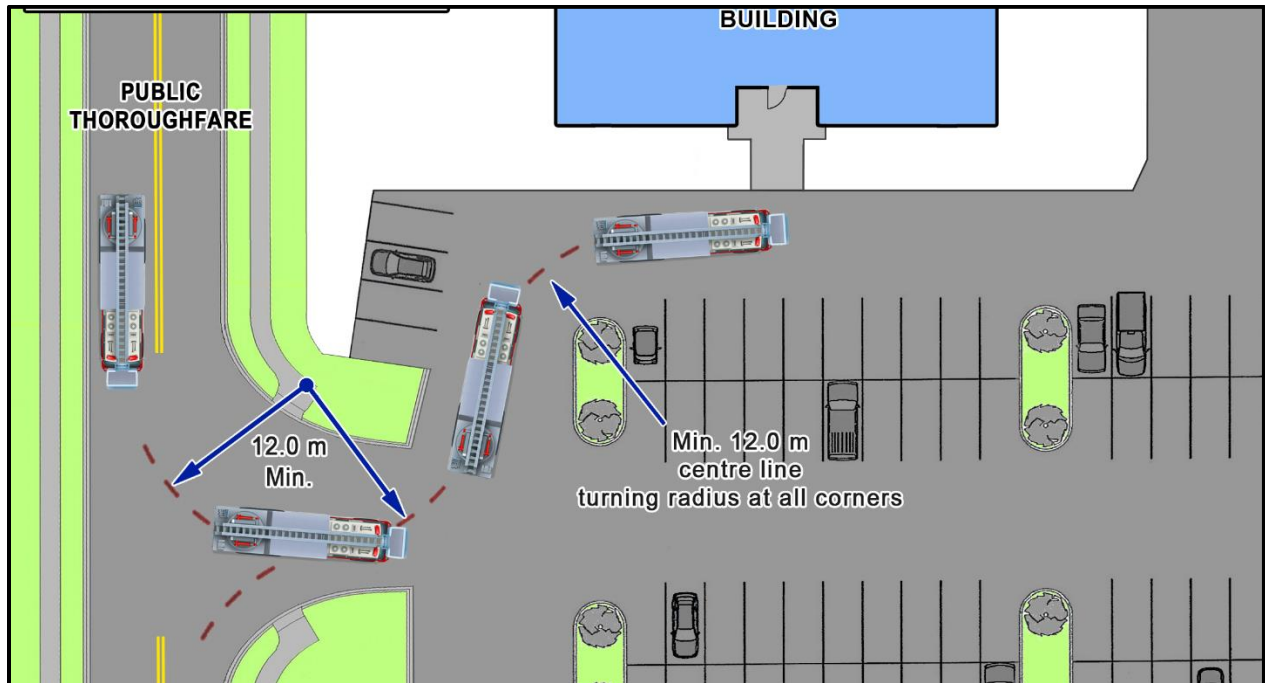 BUILDING
PUBLIC
THOROUGHFARE
12.0 m
Min.
Min. 12.0 m
centre line
turning radius at all corners